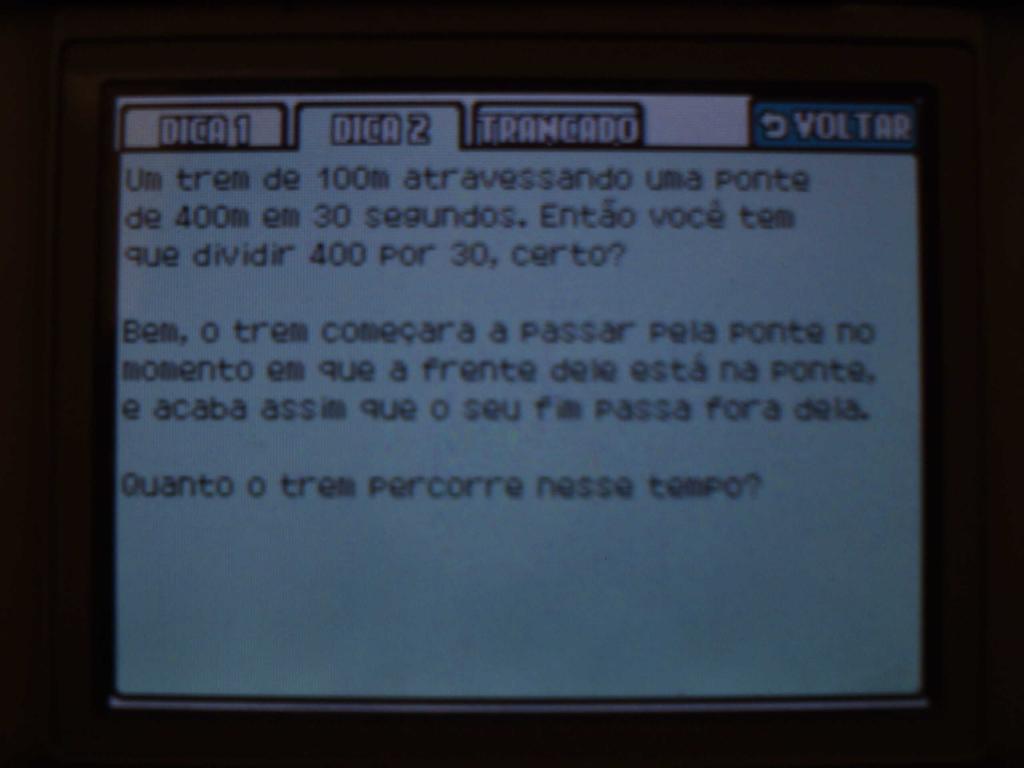 DICA 1
DICA 2
TRANCADO
VOLTAR
Um trem de 100m atravessando uma ponte
de 400m em 30 segundos. Então você tem
que dividir 400 por 30, certo?
Bem, o trem começara a passar pela ponte no
momento em que a frente dele está na ponte,
e acaba assim que o seu fim passa fora dela.
Quanto o trem percorre nesse tempo?